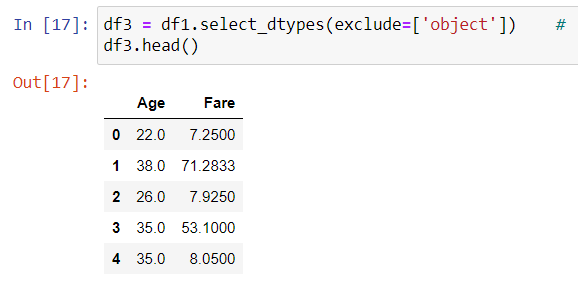 In [17]: df3 = df1.select_dtypes(exclude=['object']) #
df3.head()
Out[17]:
Age Fare
0 22.0 7.2500
1 38.0 71.2833
2 26.0 7.9250
3 35.0 53.1000
4 35.0 8.0500